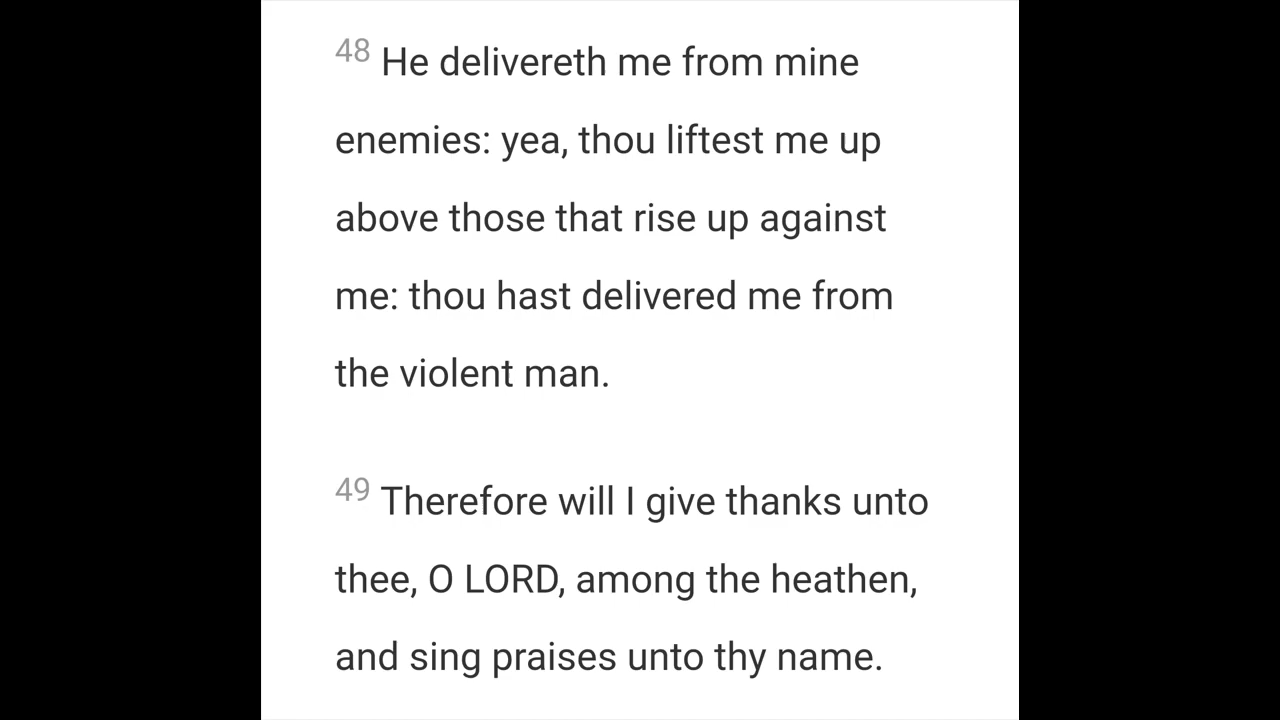 48 He delivereth me from mine
enemies: yea, thou liftest me up
above those that rise up against
me: thou hast delivered me from
the violent man.
49 Therefore will I give thanks unto
thee, O LORD, among the heathen,
and sing praises unto thy name.